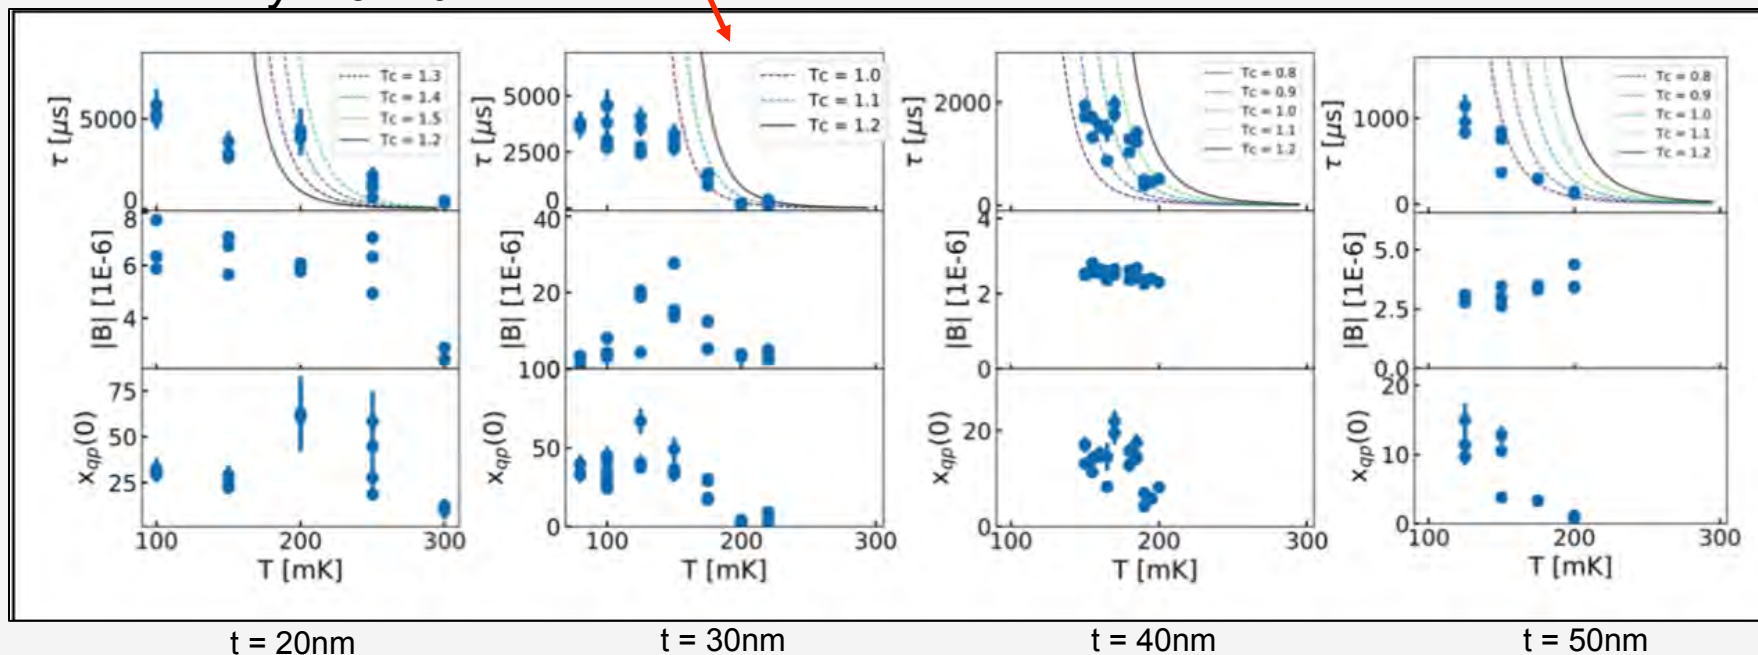 τ [μs]
5000
0
Tc = 1.3
Tc = 1.4
Tc = 1.5
Tc = 1.2
|B| [1E-6]
8
6
4
x_qp(0)
75
50
25
100 200 300
T [mK]
t = 20nm
τ [μs]
5000
2500
0
Tc = 1.0
Tc = 1.1
Tc = 1.2
|B| [1E-6]
40
20
0
x_qp(0)
100
50
0
100 200 300
T [mK]
t = 30nm
τ [μs]
2000
0
Tc = 0.8
Tc = 0.9
Tc = 1.0
Tc = 1.1
Tc = 1.2
|B| [1E-6]
4
2
0
x_qp(0)
20
0
100 200 300
T [mK]
t = 40nm
τ [μs]
1000
0
Tc = 0.8
Tc = 0.9
Tc = 1.0
Tc = 1.1
Tc = 1.2
|B| [1E-6]
5.0
2.5
0.0
x_qp(0)
20
10
0
100 200 300
T [mK]
t = 50nm